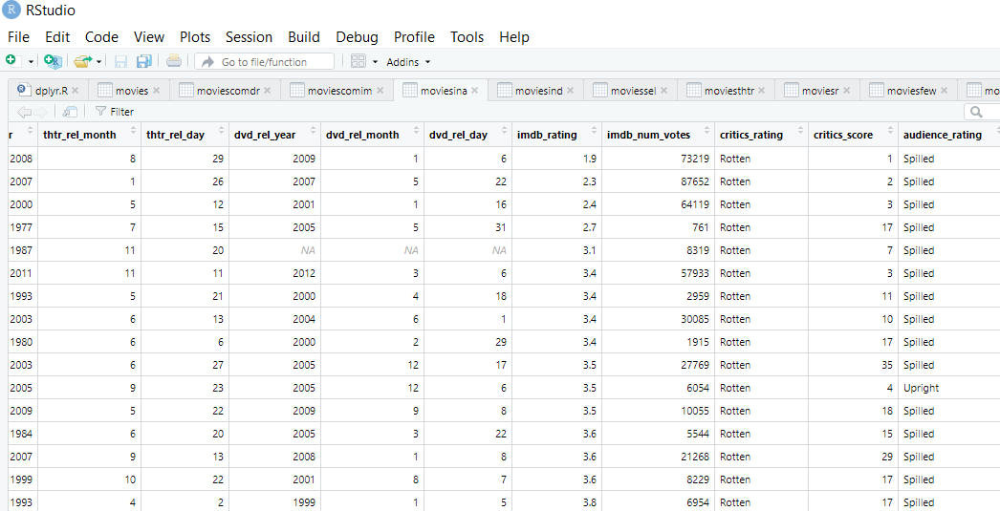 R RStudio
File Edit Code View Plots Session Build Debug Profile Tools Help
Go to file/function Addins
dplyr.R movies moviescomdr moviescomim moviesina moviesind moviessel moviesthtr moviesr moviesfew mo
Filter
r thtr_rel_month thtr_rel_day dvd_rel_year dvd_rel_month dvd_rel_day imdb_rating imdb_num_votes critics_rating critics_score audience_rating
2008 8 29 2009 1 6 1.9 73219 Rotten 1 Spilled
2007 1 26 2007 5 22 2.3 87652 Rotten 2 Spilled
2000 5 12 2001 1 16 2.4 64119 Rotten 3 Spilled
1977 7 15 2005 5 31 2.7 761 Rotten 17 Spilled
1987 11 20 NA NA NA 3.1 8319 Rotten 7 Spilled
2011 11 11 2012 3 6 3.4 57933 Rotten 3 Spilled
1993 5 21 2000 4 18 3.4 2959 Rotten 11 Spilled
2003 6 13 2004 6 1 3.4 30085 Rotten 10 Spilled
1980 6 6 2000 2 29 3.4 1915 Rotten 17 Spilled
2003 6 27 2005 12 17 3.5 27769 Rotten 35 Spilled
2005 9 23 2005 12 6 3.5 6054 Rotten 4 Upright
2009 5 22 2009 9 8 3.5 10055 Rotten 18 Spilled
1984 6 20 2005 3 22 3.6 5544 Rotten 15 Spilled
2007 9 13 2008 1 8 3.6 21268 Rotten 29 Spilled
1999 10 22 2001 8 7 3.6 8229 Rotten 17 Spilled
1993 4 2 1999 1 5 3.8 6954 Rotten 17 Spilled